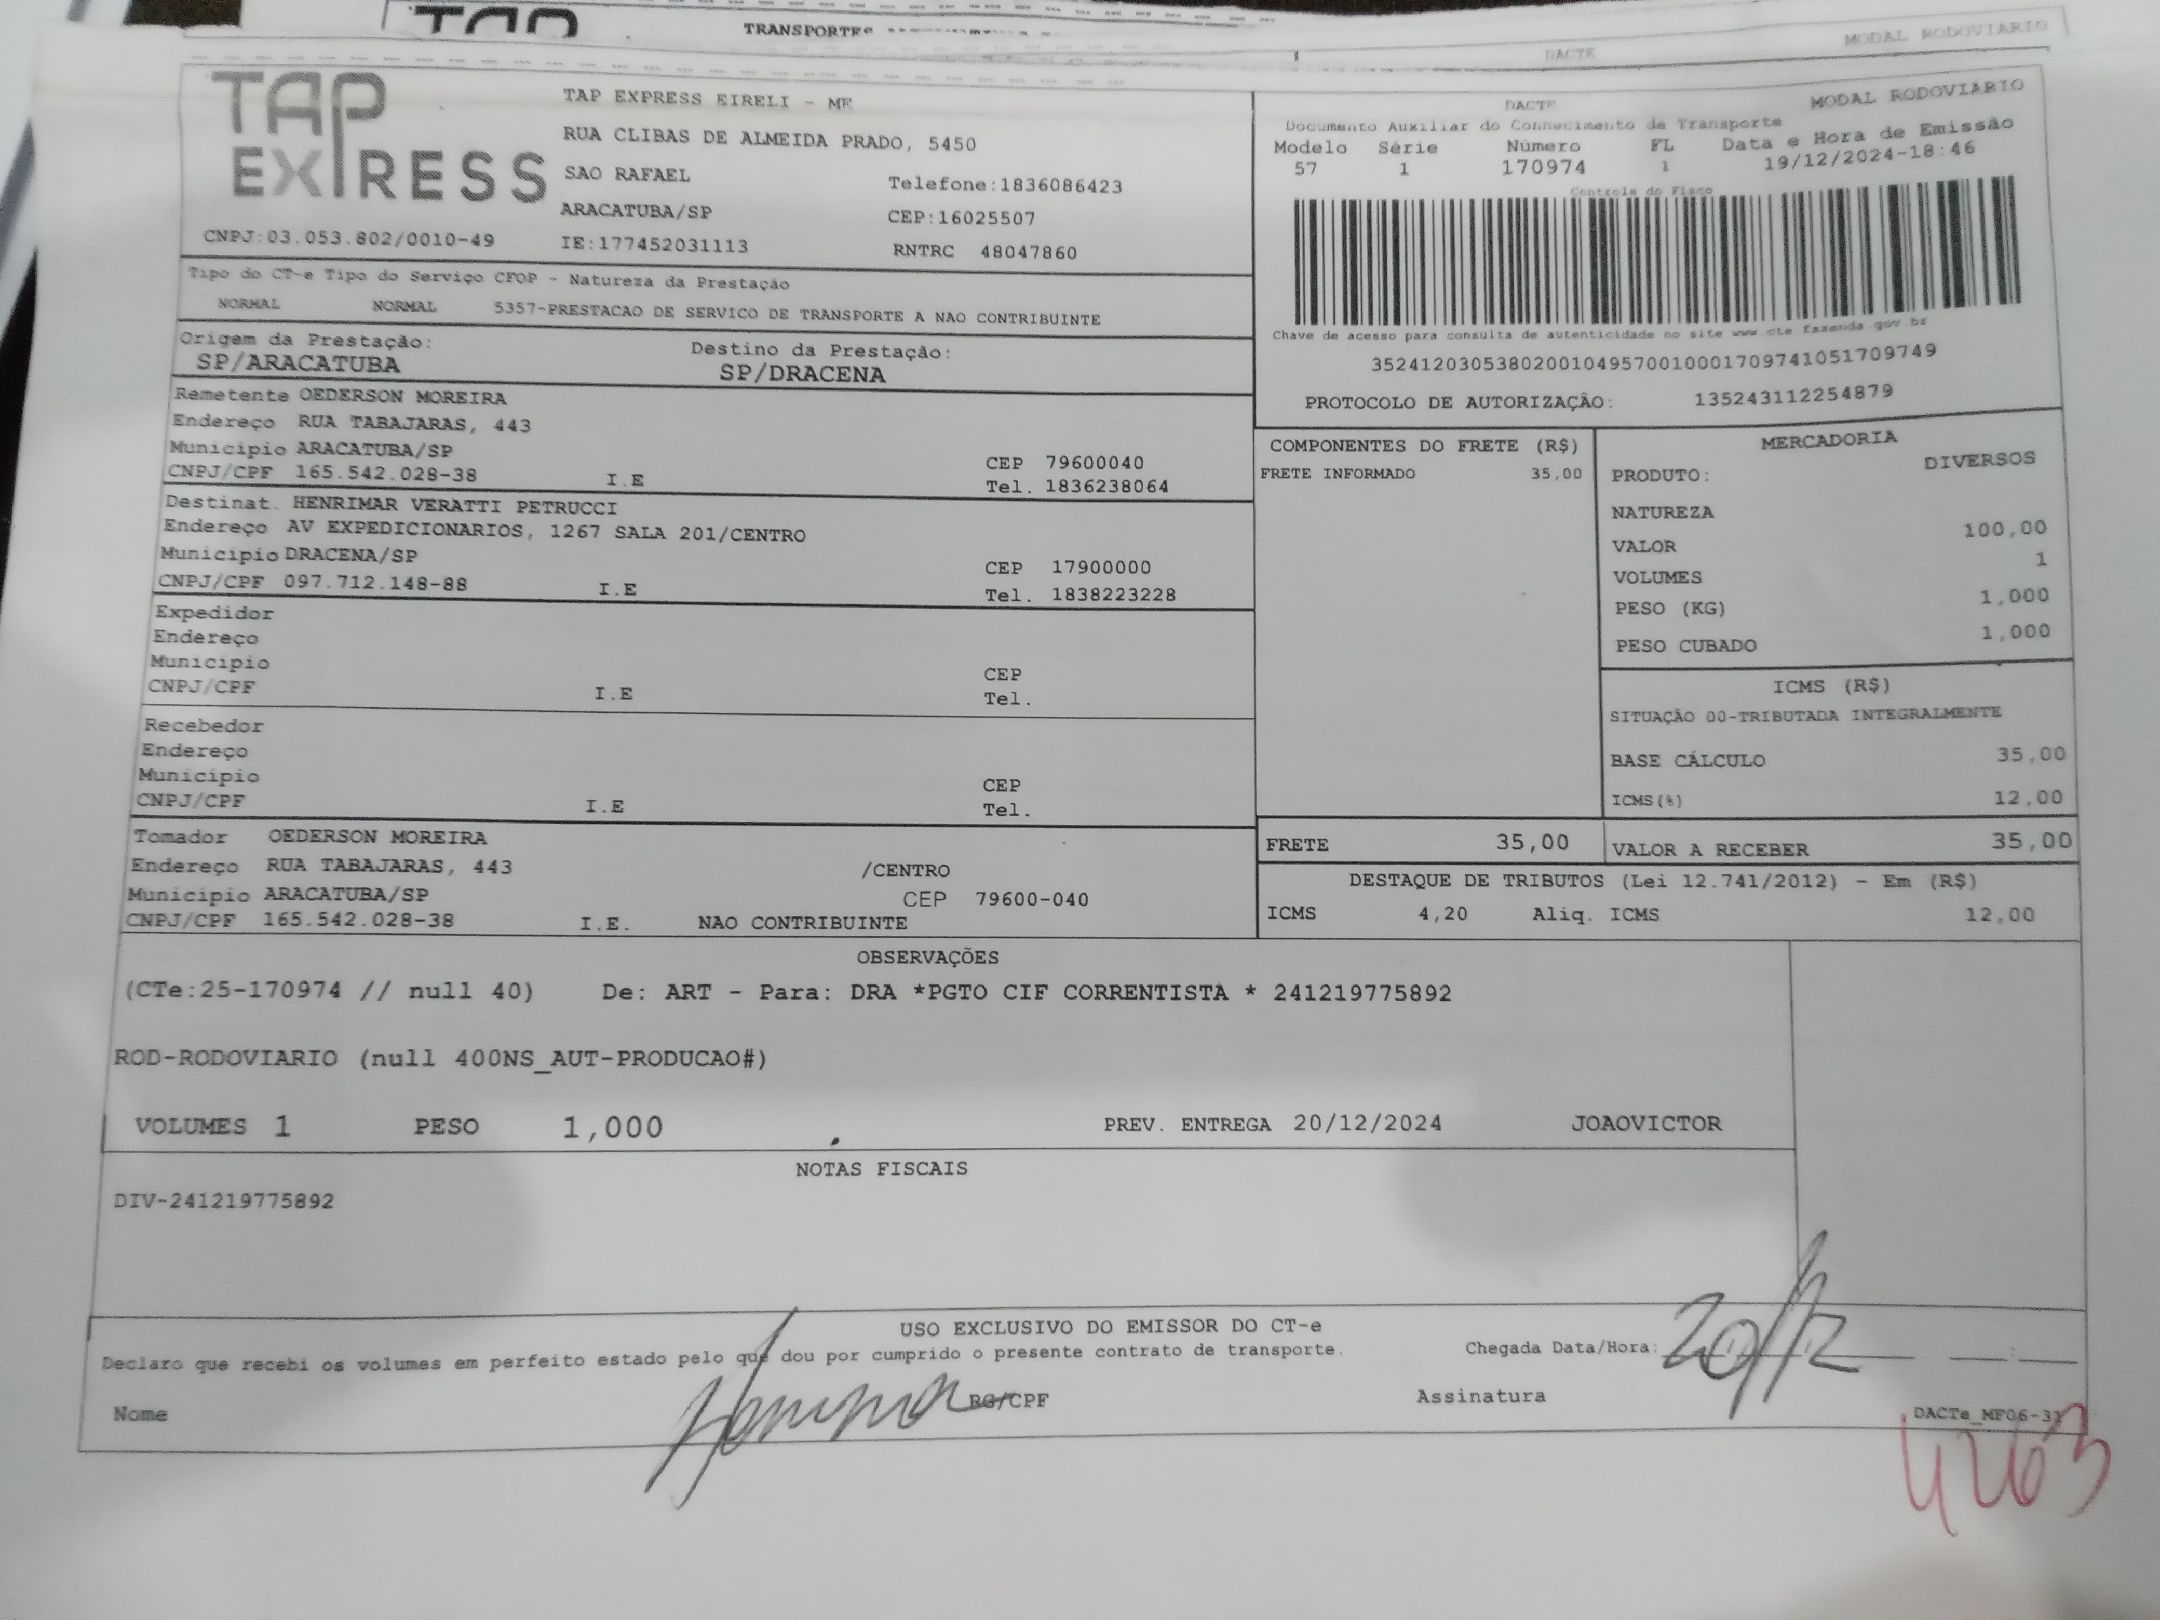 TRANSPORTE
DACTE
MODAL RODOVIÁRIO
TAP EXPRESS
TAP EXPRESS EIRELI - ME
RUA CLIBAS DE ALMEIDA PRADO, 5450
SAO RAFAEL
Telefone:1836086423
ARACATUBA/SP
CEP:16025507
CNPJ:03.053.802/0010-49
IE:177452031113
RNTRC 48047860
DACTE
MODAL RODOVIÁRIO
Documento Auxiliar do Conhecimento de Transporte
Modelo Série Número FL Data e Hora de Emissão
57 1 170974 1 19/12/2024-18:46
Controle do Fisco
Chave de acesso para consulta de autenticidade no site www cte fazenda gov br
35241203053802001049570010001709741051709749
PROTOCOLO DE AUTORIZAÇÃO: 135243112254879
Tipo do CT-e Tipo do Serviço CFOP - Natureza da Prestação
NORMAL NORMAL 5357-PRESTACAO DE SERVICO DE TRANSPORTE A NAO CONTRIBUINTE
Origem da Prestação: Destino da Prestação:
SP/ARACATUBA SP/DRACENA
Remetente OEDERSON MOREIRA
Endereço RUA TABAJARAS, 443
Município ARACATUBA/SP CEP 79600040
CNPJ/CPF 165.542.028-38 I.E Tel. 1836238064
Destinat. HENRIMAR VERATTI PETRUCCI
Endereço AV EXPEDICIONARIOS, 1267 SALA 201/CENTRO
Município DRACENA/SP CEP 17900000
CNPJ/CPF 097.712.148-88 I.E Tel. 1838223228
Expedidor
Endereço
Município CEP
CNPJ/CPF I.E Tel.
Recebedor
Endereço
Município CEP
CNPJ/CPF I.E Tel.
Tomador OEDERSON MOREIRA
Endereço RUA TABAJARAS, 443 /CENTRO
Município ARACATUBA/SP CEP 79600-040
CNPJ/CPF 165.542.028-38 I.E. NAO CONTRIBUINTE
COMPONENTES DO FRETE (R$)
FRETE INFORMADO 35,00
MERCADORIA
PRODUTO: DIVERSOS
NATUREZA
VALOR 100,00
VOLUMES 1
PESO (KG) 1,000
PESO CUBADO 1,000
ICMS (R$)
SITUAÇÃO 00-TRIBUTADA INTEGRALMENTE
BASE CÁLCULO 35,00
ICMS(%) 12,00
FRETE 35,00 VALOR A RECEBER 35,00
DESTAQUE DE TRIBUTOS (Lei 12.741/2012) - Em (R$)
ICMS 4,20 Aliq. ICMS 12,00
OBSERVAÇÕES
(CTe:25-170974 // null 40) De: ART - Para: DRA *PGTO CIF CORRENTISTA * 241219775892
ROD-RODOVIARIO (null 400NS_AUT-PRODUCAO#)
VOLUMES 1 PESO 1,000 PREV. ENTREGA 20/12/2024 JOAOVICTOR
NOTAS FISCAIS
DIV-241219775892
USO EXCLUSIVO DO EMISSOR DO CT-e
Declaro que recebi os volumes em perfeito estado pelo que dou por cumprido o presente contrato de transporte. Chegada Data/Hora: 20/12
Nome RG/CPF Assinatura
DACTe_MF06-31
4263